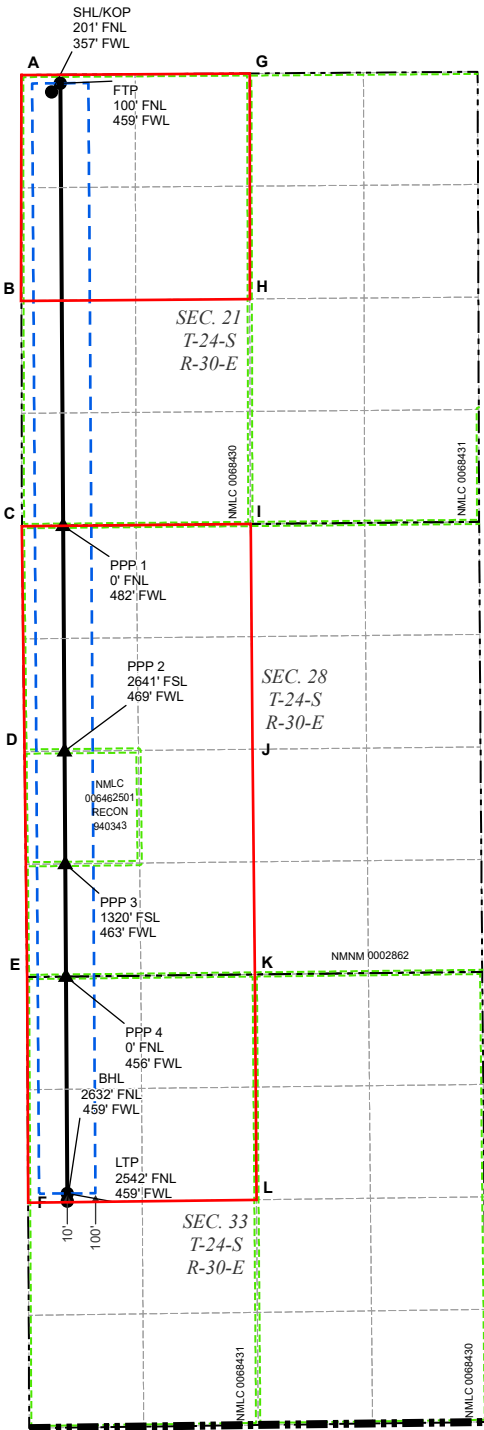 SHL/KOP
201' FNL
357' FWL
A
G
FTP
100' FNL
459' FWL
B
H
SEC. 21
T-24-S
R-30-E
NMLC 0068430
NMLC 0068431
C
I
PPP 1
0' FNL
482' FWL
PPP 2
2641' FSL
469' FWL
SEC. 28
T-24-S
R-30-E
D
J
NMLC
006462501
RECON
940343
PPP 3
1320' FSL
463' FWL
E
K
NMNM 0002862
PPP 4
0' FNL
456' FWL
BHL
2632' FNL
459' FWL
LTP
2542' FNL
459' FWL
F
L
10'
100'
SEC. 33
T-24-S
R-30-E
NMLC 0068431
NMLC 0068430